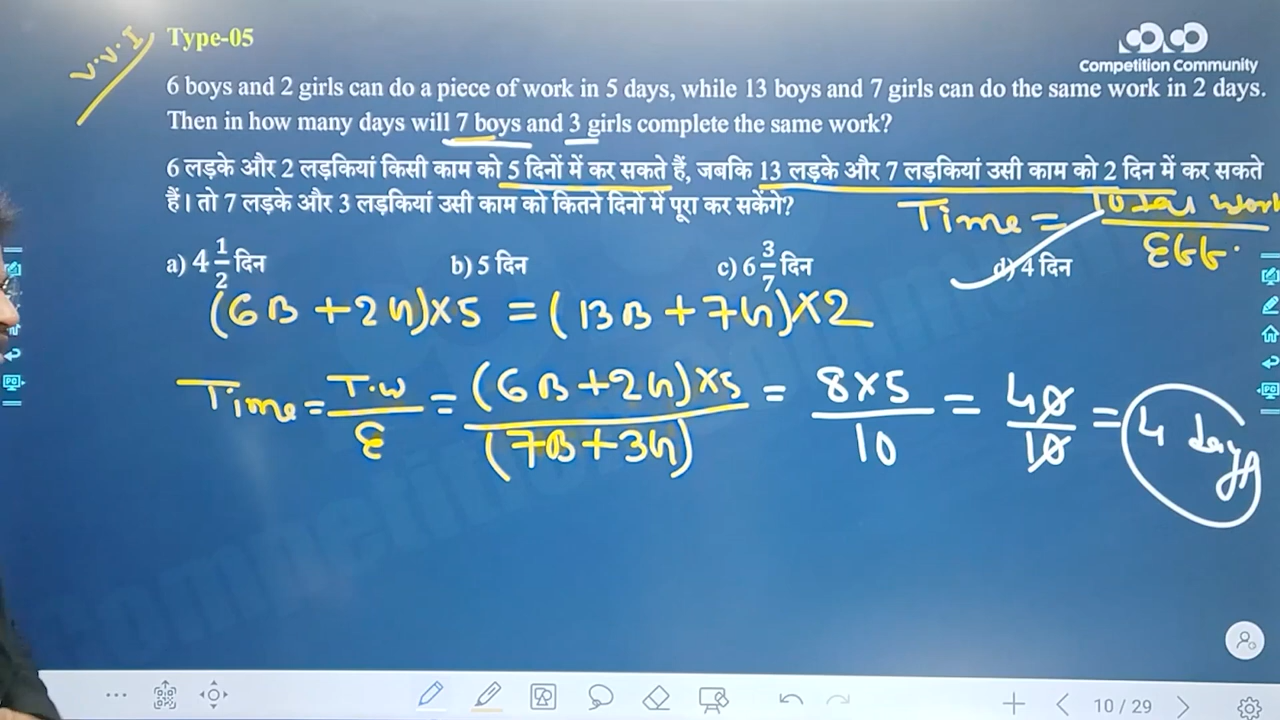 V.V.I
Type-05
Competition Community
6 boys and 2 girls can do a piece of work in 5 days, while 13 boys and 7 girls can do the same work in 2 days.
Then in how many days will 7 boys and 3 girls complete the same work?
6 लड़के और 2 लड़कियां किसी काम को 5 दिनों में कर सकते हैं, जबकि 13 लड़के और 7 लड़कियां उसी काम को 2 दिन में कर सकते
हैं। तो 7 लड़के और 3 लड़कियां उसी काम को कितने दिनों में पूरा कर सकेंगे?
Time = Total work / Eff.
a) 4 1/2 दिन b) 5 दिन c) 6 3/7 दिन d) 4 दिन
(6B + 2G)×5 = (13B + 7G)×2
Time = T.W / E = (6B + 2G)×5 / (7B + 3G) = 8×5 / 10 = 40 / 10 = 4 days
10 / 29